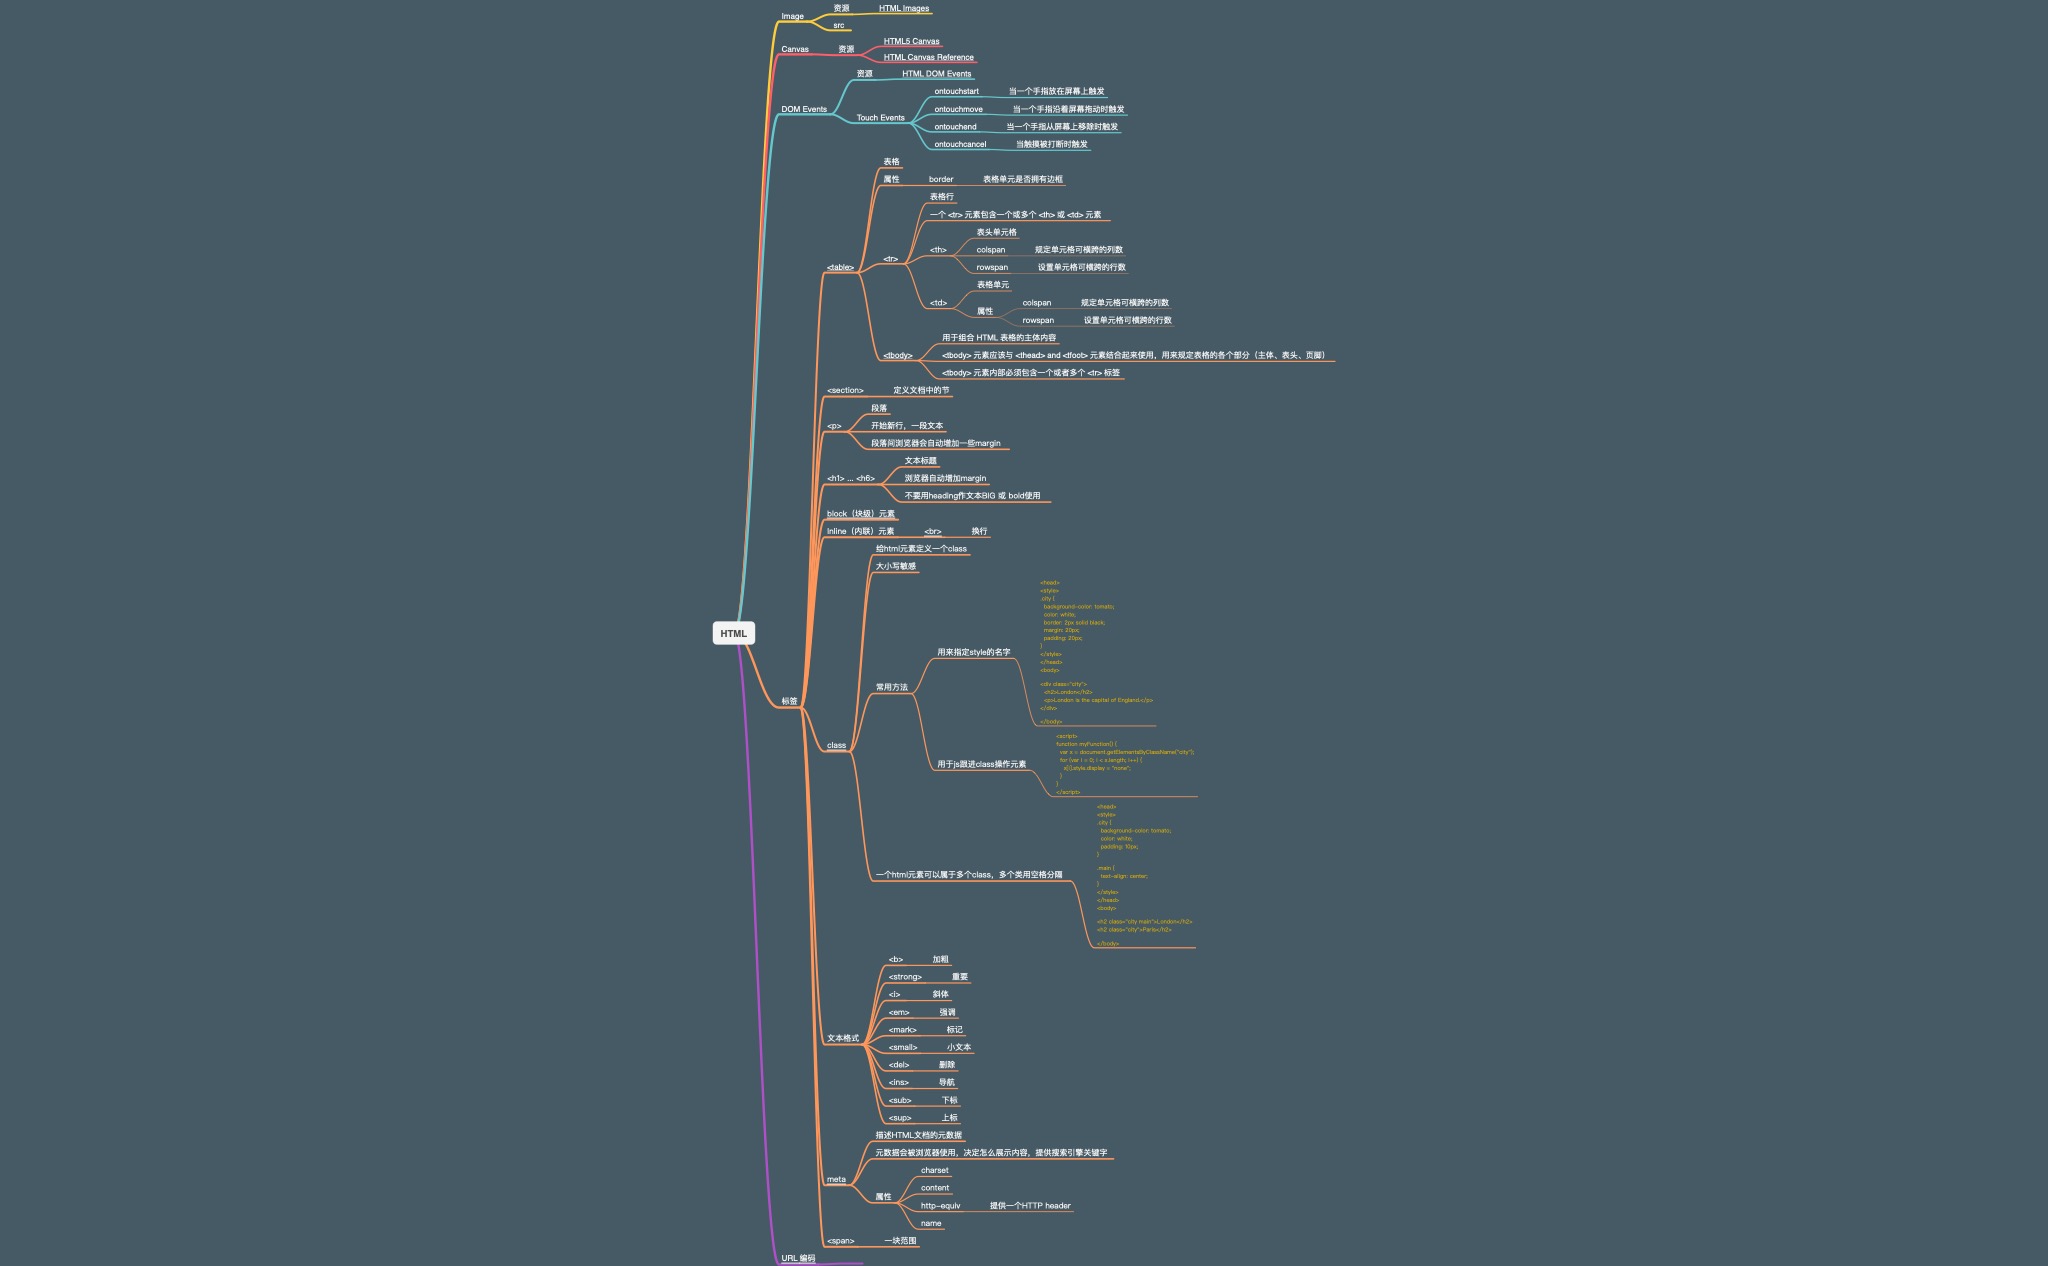 Image
资源
HTML Images
src
Canvas
资源
HTML5 Canvas
HTML Canvas Reference
DOM Events
资源
HTML DOM Events
Touch Events
ontouchstart
当一个手指放在屏幕上触发
ontouchmove
当一个手指沿着屏幕拖动时触发
ontouchend
当一个手指从屏幕上移除时触发
ontouchcancel
当触摸被打断时触发
HTML
标签
<table>
表格
属性
border
表格单元是否拥有边框
<tr>
表格行
一个 <tr> 元素包含一个或多个 <th> 或 <td> 元素
<th>
表头单元格
colspan
规定单元格可横跨的列数
rowspan
设置单元格可横跨的行数
<td>
表格单元
属性
colspan
规定单元格可横跨的列数
rowspan
设置单元格可横跨的行数
<tbody>
用于组合 HTML 表格的主体内容
<tbody> 元素应该与 <thead> and <tfoot> 元素结合起来使用，用来规定表格的各个部分（主体、表头、页脚）
<tbody> 元素内部必须包含一个或者多个 <tr> 标签
<section>
定义文档中的节
<p>
段落
开始新行，一段文本
段落间浏览器会自动增加一些margin
<h1> ... <h6>
文本标题
浏览器自动增加margin
不要用heading作文本BIG 或 bold使用
block（块级）元素
inline（内联）元素
<br>
换行
class
给html元素定义一个class
大小写敏感
常用方法
用来指定style的名字
<head>
<style>
.city {
background-color: tomato;
color: white;
border: 2px solid black;
margin: 20px;
padding: 20px;
}
</style>
</head>
<body>
<div class="city">
<h2>London</h2>
<p>London is the capital of England.</p>
</div>
</body>
用于js跟进class操作元素
<script>
function myFunction() {
var x = document.getElementsByClassName("city");
for (var i = 0; i < x.length; i++) {
x[i].style.display = "none";
}
}
</script>
一个html元素可以属于多个class，多个类用空格分隔
<head>
<style>
.city {
background-color: tomato;
color: white;
padding: 10px;
}
.main {
text-align: center;
}
</style>
</head>
<body>
<h2 class="city main">London</h2>
<h2 class="city">Paris</h2>
</body>
文本格式
<b>
加粗
<strong>
重要
<i>
斜体
<em>
强调
<mark>
标记
<small>
小文本
<del>
删除
<ins>
导航
<sub>
下标
<sup>
上标
meta
描述HTML文档的元数据
元数据会被浏览器使用，决定怎么展示内容，提供搜索引擎关键字
属性
charset
content
http-equiv
提供一个HTTP header
name
<span>
一块范围
URL 编码